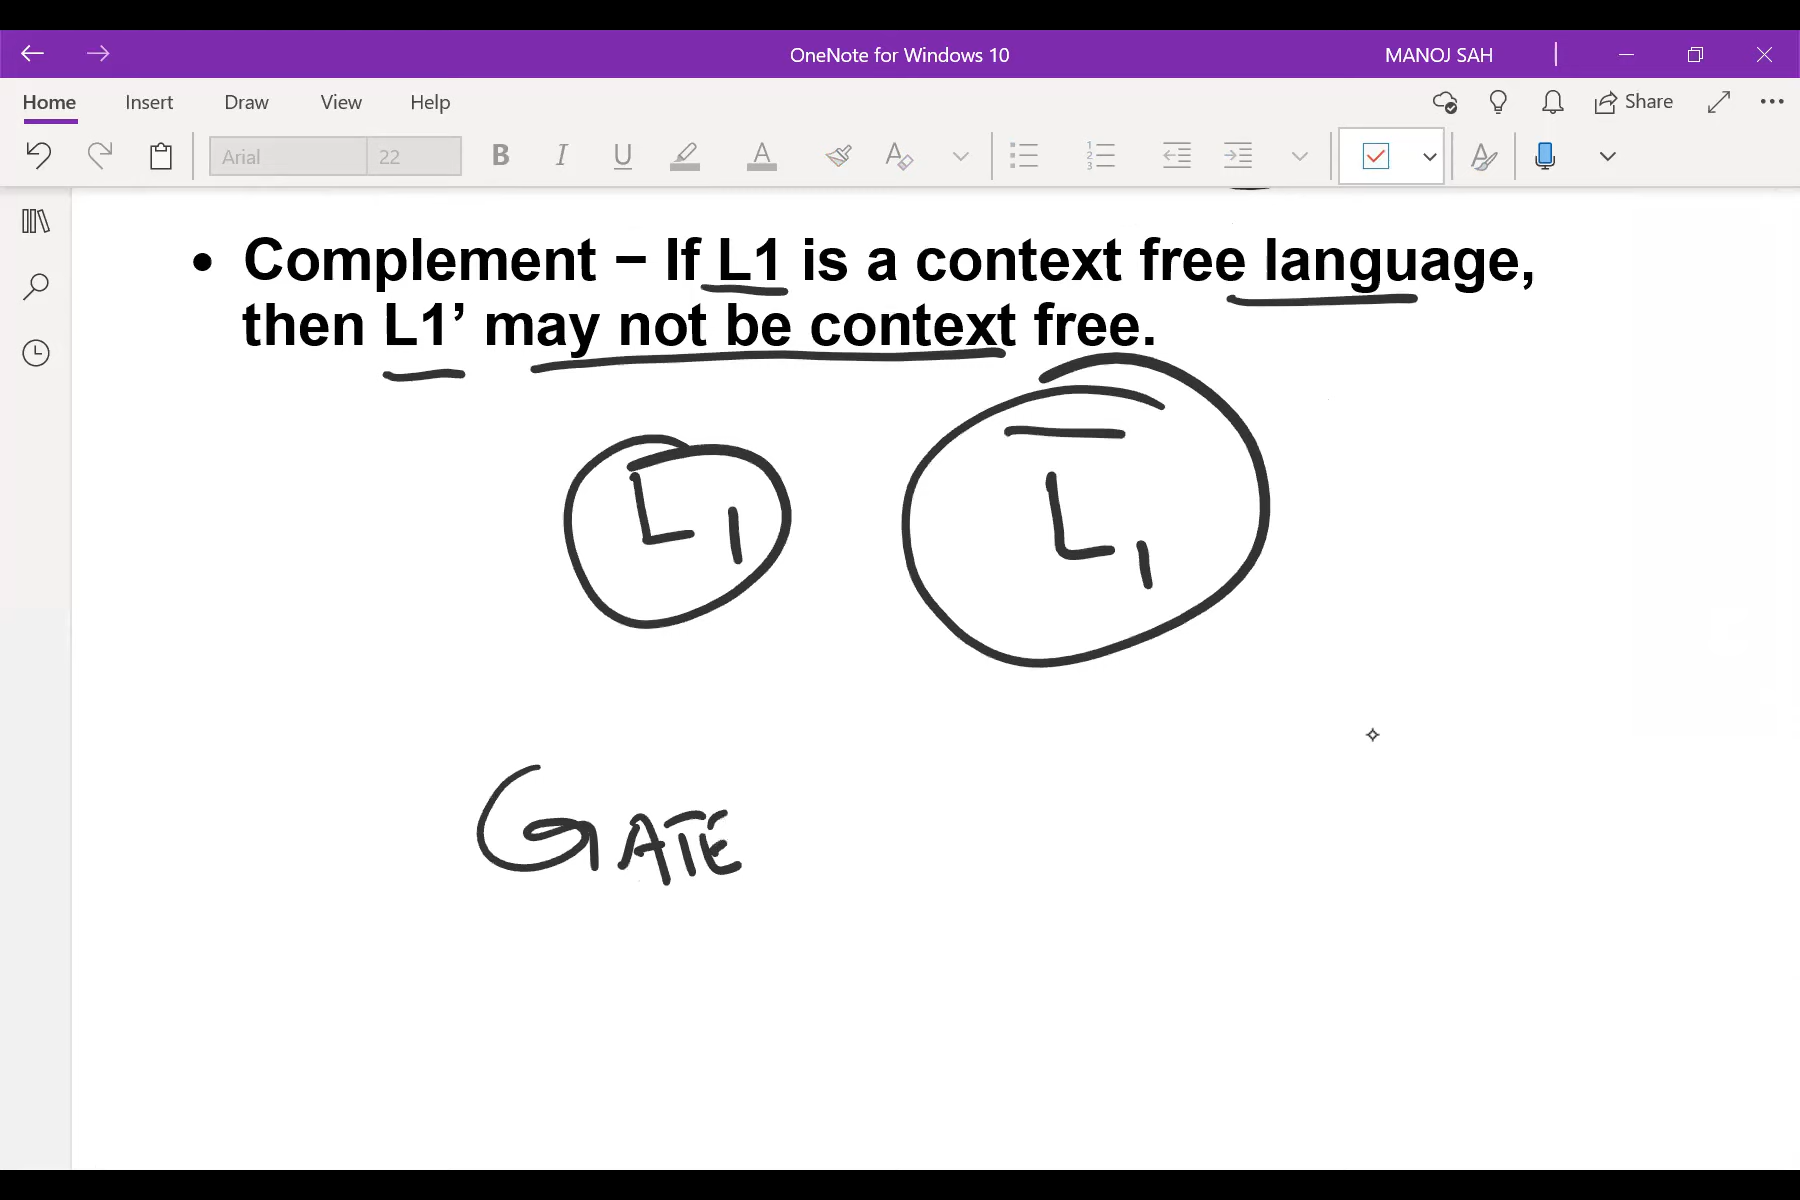 OneNote for Windows 10 MANOJ SAH
Home Insert Draw View Help Share
Arial 22 B I U A A
• Complement – If L1 is a context free language,
then L1’ may not be context free.
L1 L1
GATE